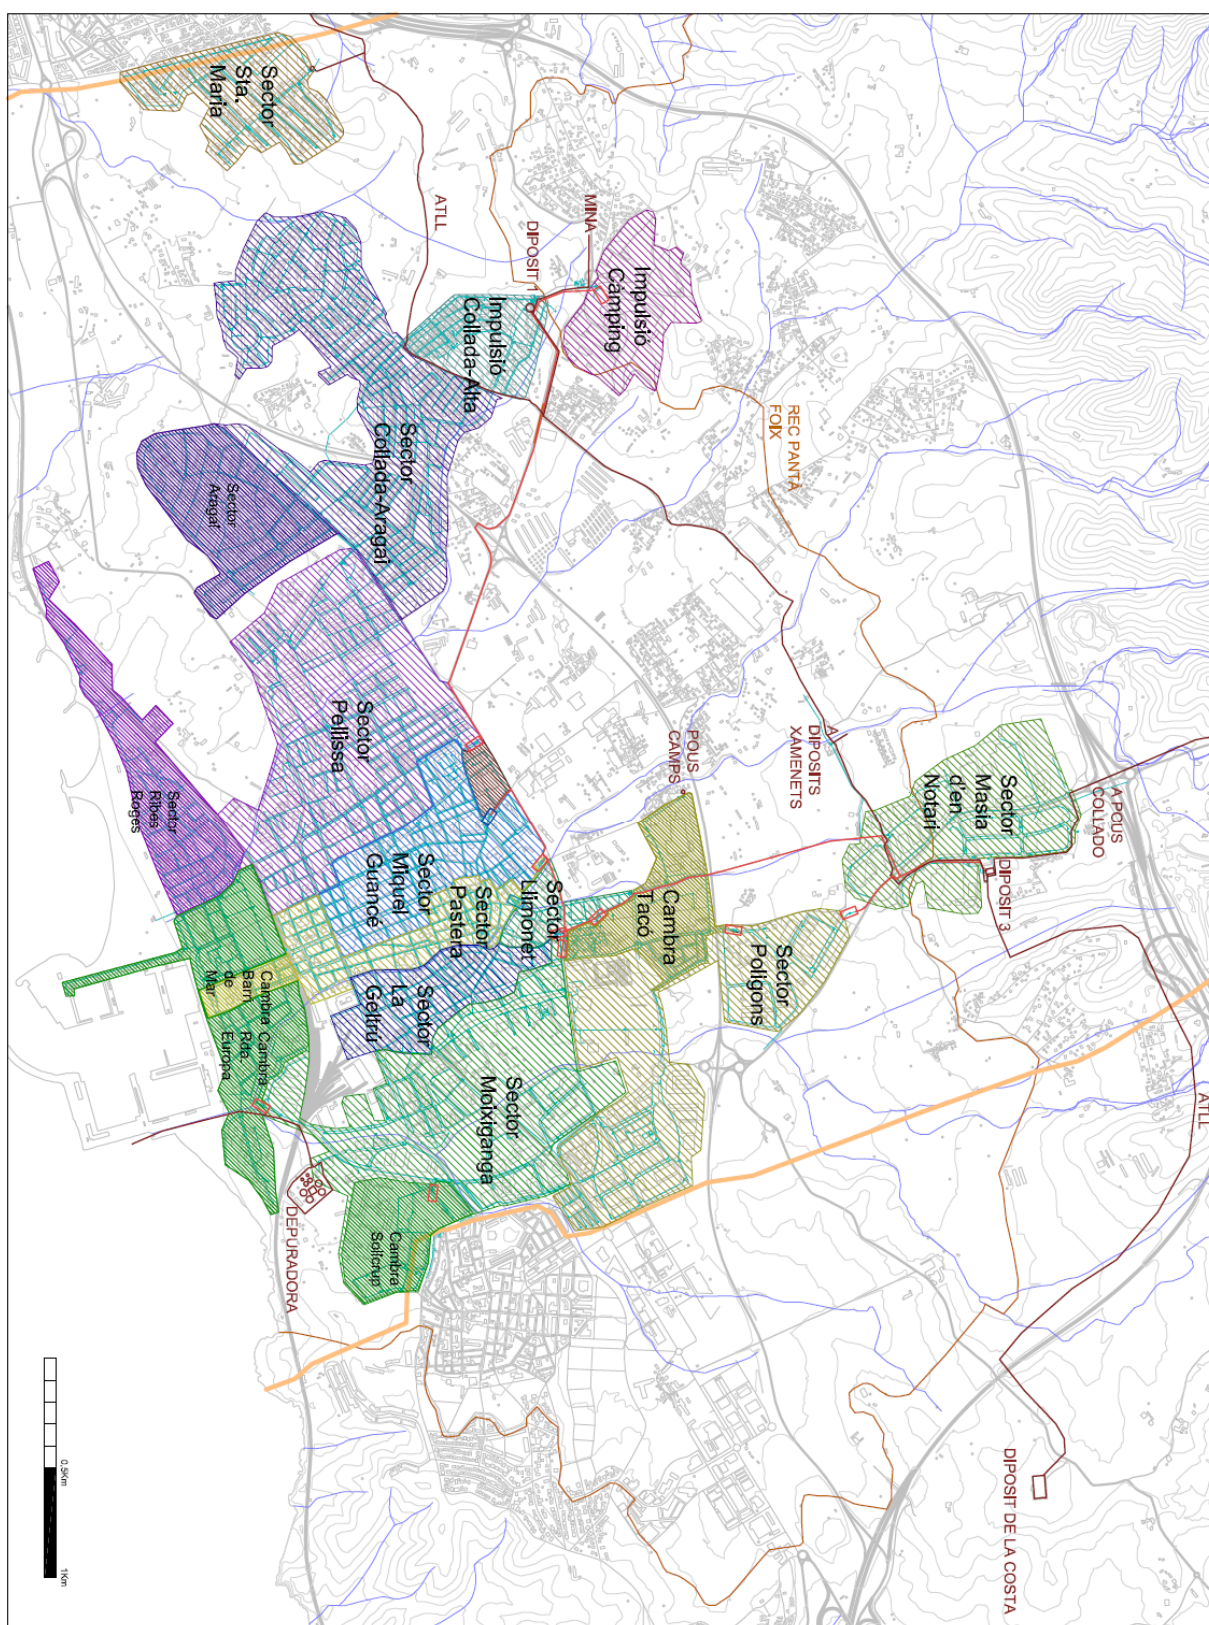 Sector
Sta.
Maria
ATLL
DIPOSIT 1
MINA
Impulsió
Càmping
Impulsió
Collada-Alta
Sector
Collada-Aragai
Sector
Aragai
REC PANTÀ
FOIX
Sector
Pellissa
Sector
Ribes
Roges
Sector
Miquel
Guancé
Sector
Pastera
Sector
Llimonet
Sector
La
Geltrú
POUS
CAMPS
A
DIPOSITS
XAMENETS
Sector
Masia
d'en
Notari
A POUS
COLLADO
DIPOSIT 3
Cambra
Tacó
Sector
Polígons
Sector
Moixiganga
Cambra
Barri
de
Mar
Cambra
Rda.
Europa
Cambra
Solicrup
DEPURADORA
ATLL
DIPOSIT DE LA COSTA
0,5Km
1Km